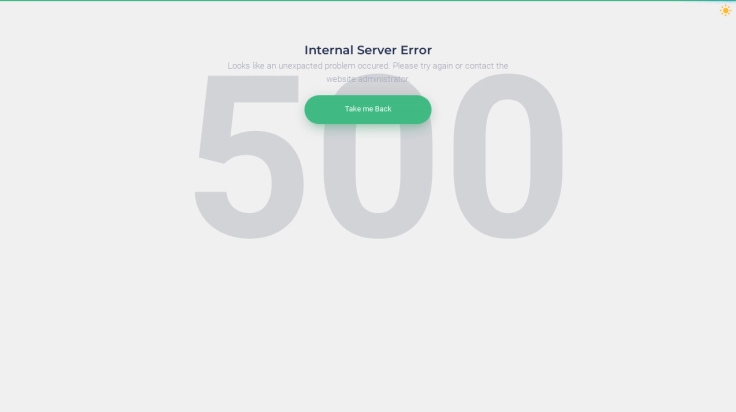 Internal Server Error
Looks like an unexpacted problem occured. Please try again or contact the
website administrator.
500
Take me Back